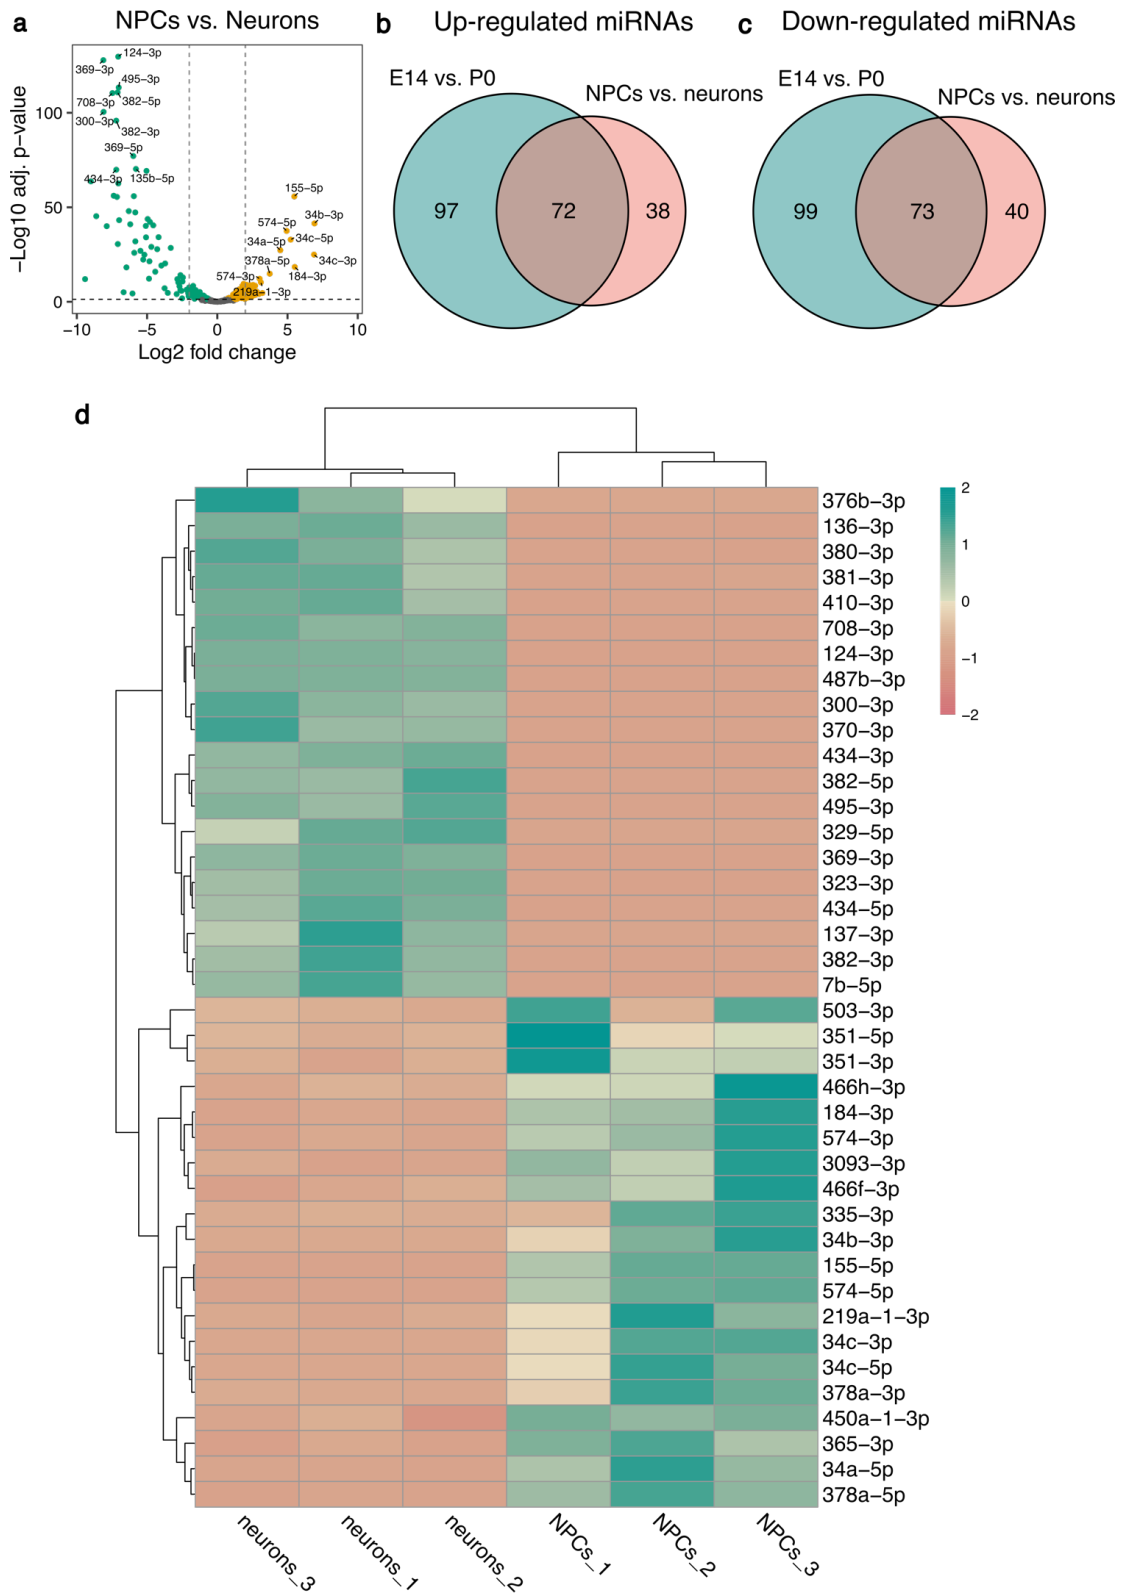 a
NPCs vs. Neurons
−Log10 adj. p−value
100
50
0
−10
−5
0
5
10
Log2 fold change
124−3p
369−3p
495−3p
708−3p
382−5p
300−3p
382−3p
369−5p
434−3p
135b−5p
155−5p
34b−3p
574−5p
34c−5p
34a−5p
34c−3p
378a−5p
184−3p
574−3p
219a−1−3p
b
Up-regulated miRNAs
E14 vs. P0
NPCs vs. neurons
97
72
38
c
Down-regulated miRNAs
E14 vs. P0
NPCs vs. neurons
99
73
40
d
376b−3p
136−3p
380−3p
381−3p
410−3p
708−3p
124−3p
487b−3p
300−3p
370−3p
434−3p
382−5p
495−3p
329−5p
369−3p
323−3p
434−5p
137−3p
382−3p
7b−5p
503−3p
351−5p
351−3p
466h−3p
184−3p
574−3p
3093−3p
466f−3p
335−3p
34b−3p
155−5p
574−5p
219a−1−3p
34c−3p
34c−5p
378a−3p
450a−1−3p
365−3p
34a−5p
378a−5p
2
1
0
−1
−2
neurons_3
neurons_1
neurons_2
NPCs_1
NPCs_2
NPCs_3